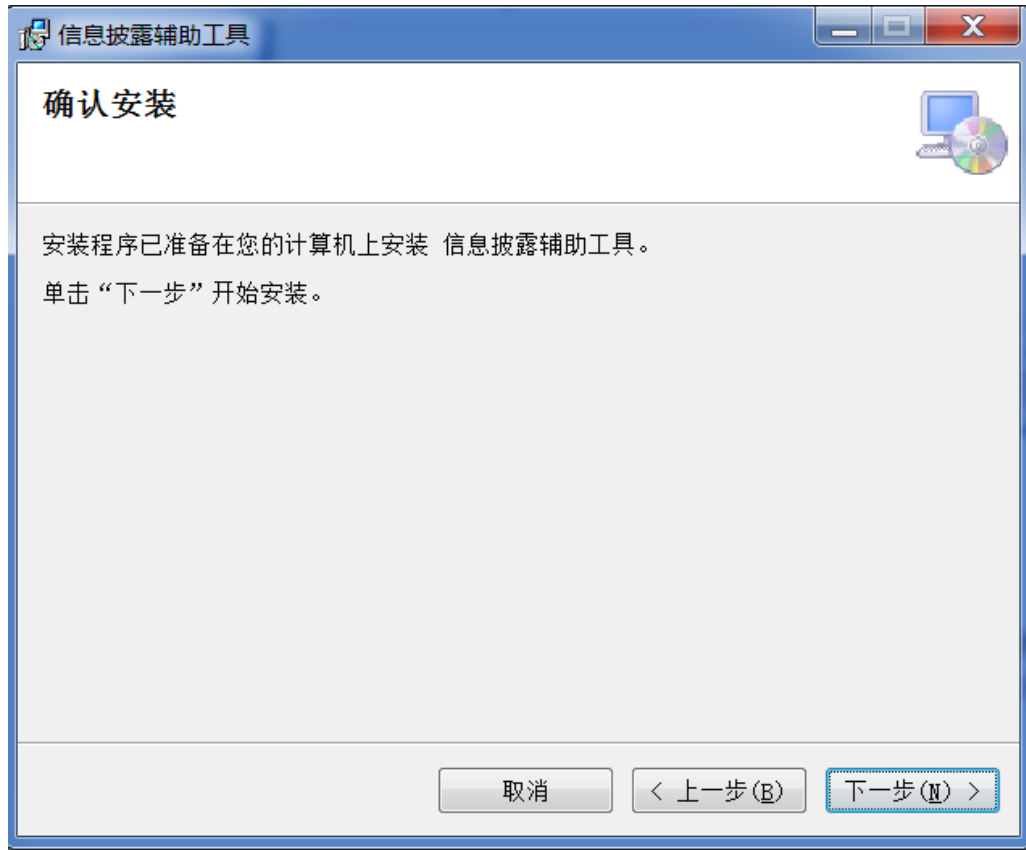 信息披露辅助工具
确认安装
安装程序已准备在您的计算机上安装 信息披露辅助工具。
单击“下一步”开始安装。
取消
< 上一步(B)
下一步(N) >